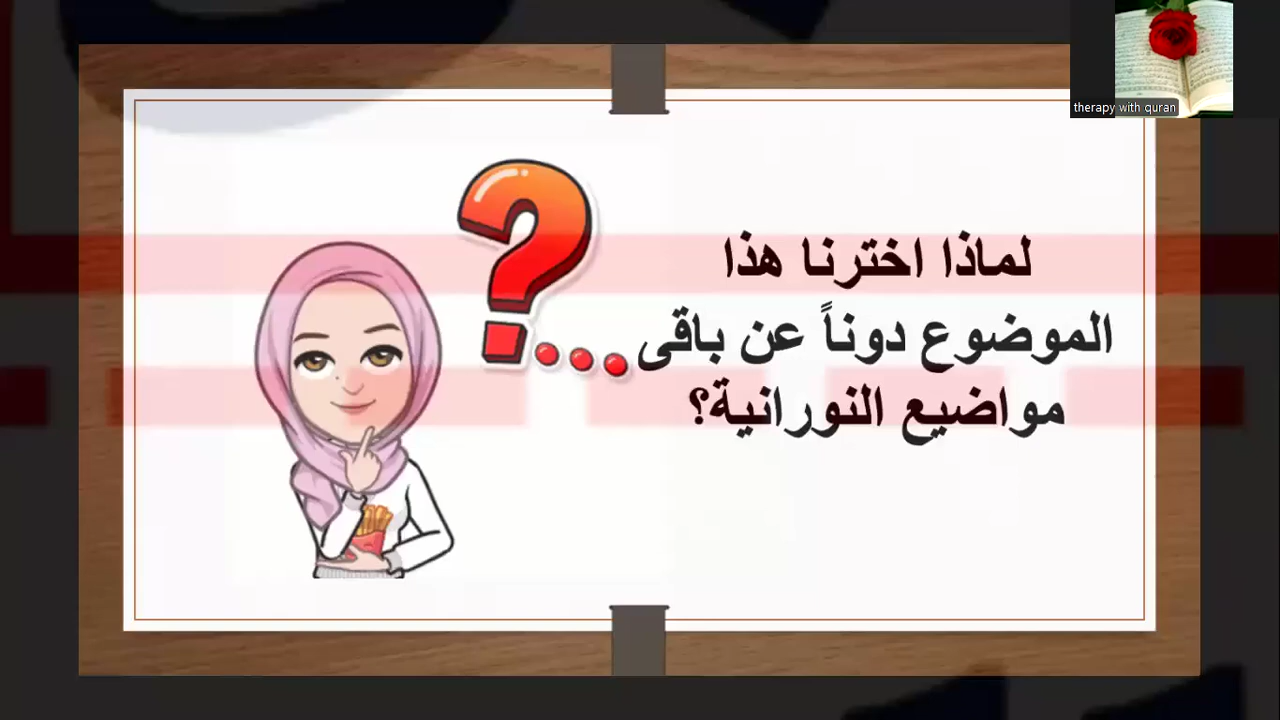 therapy with quran
لماذا اخترنا هذا
الموضوع دوناً عن باقى
مواضيع النورانية؟